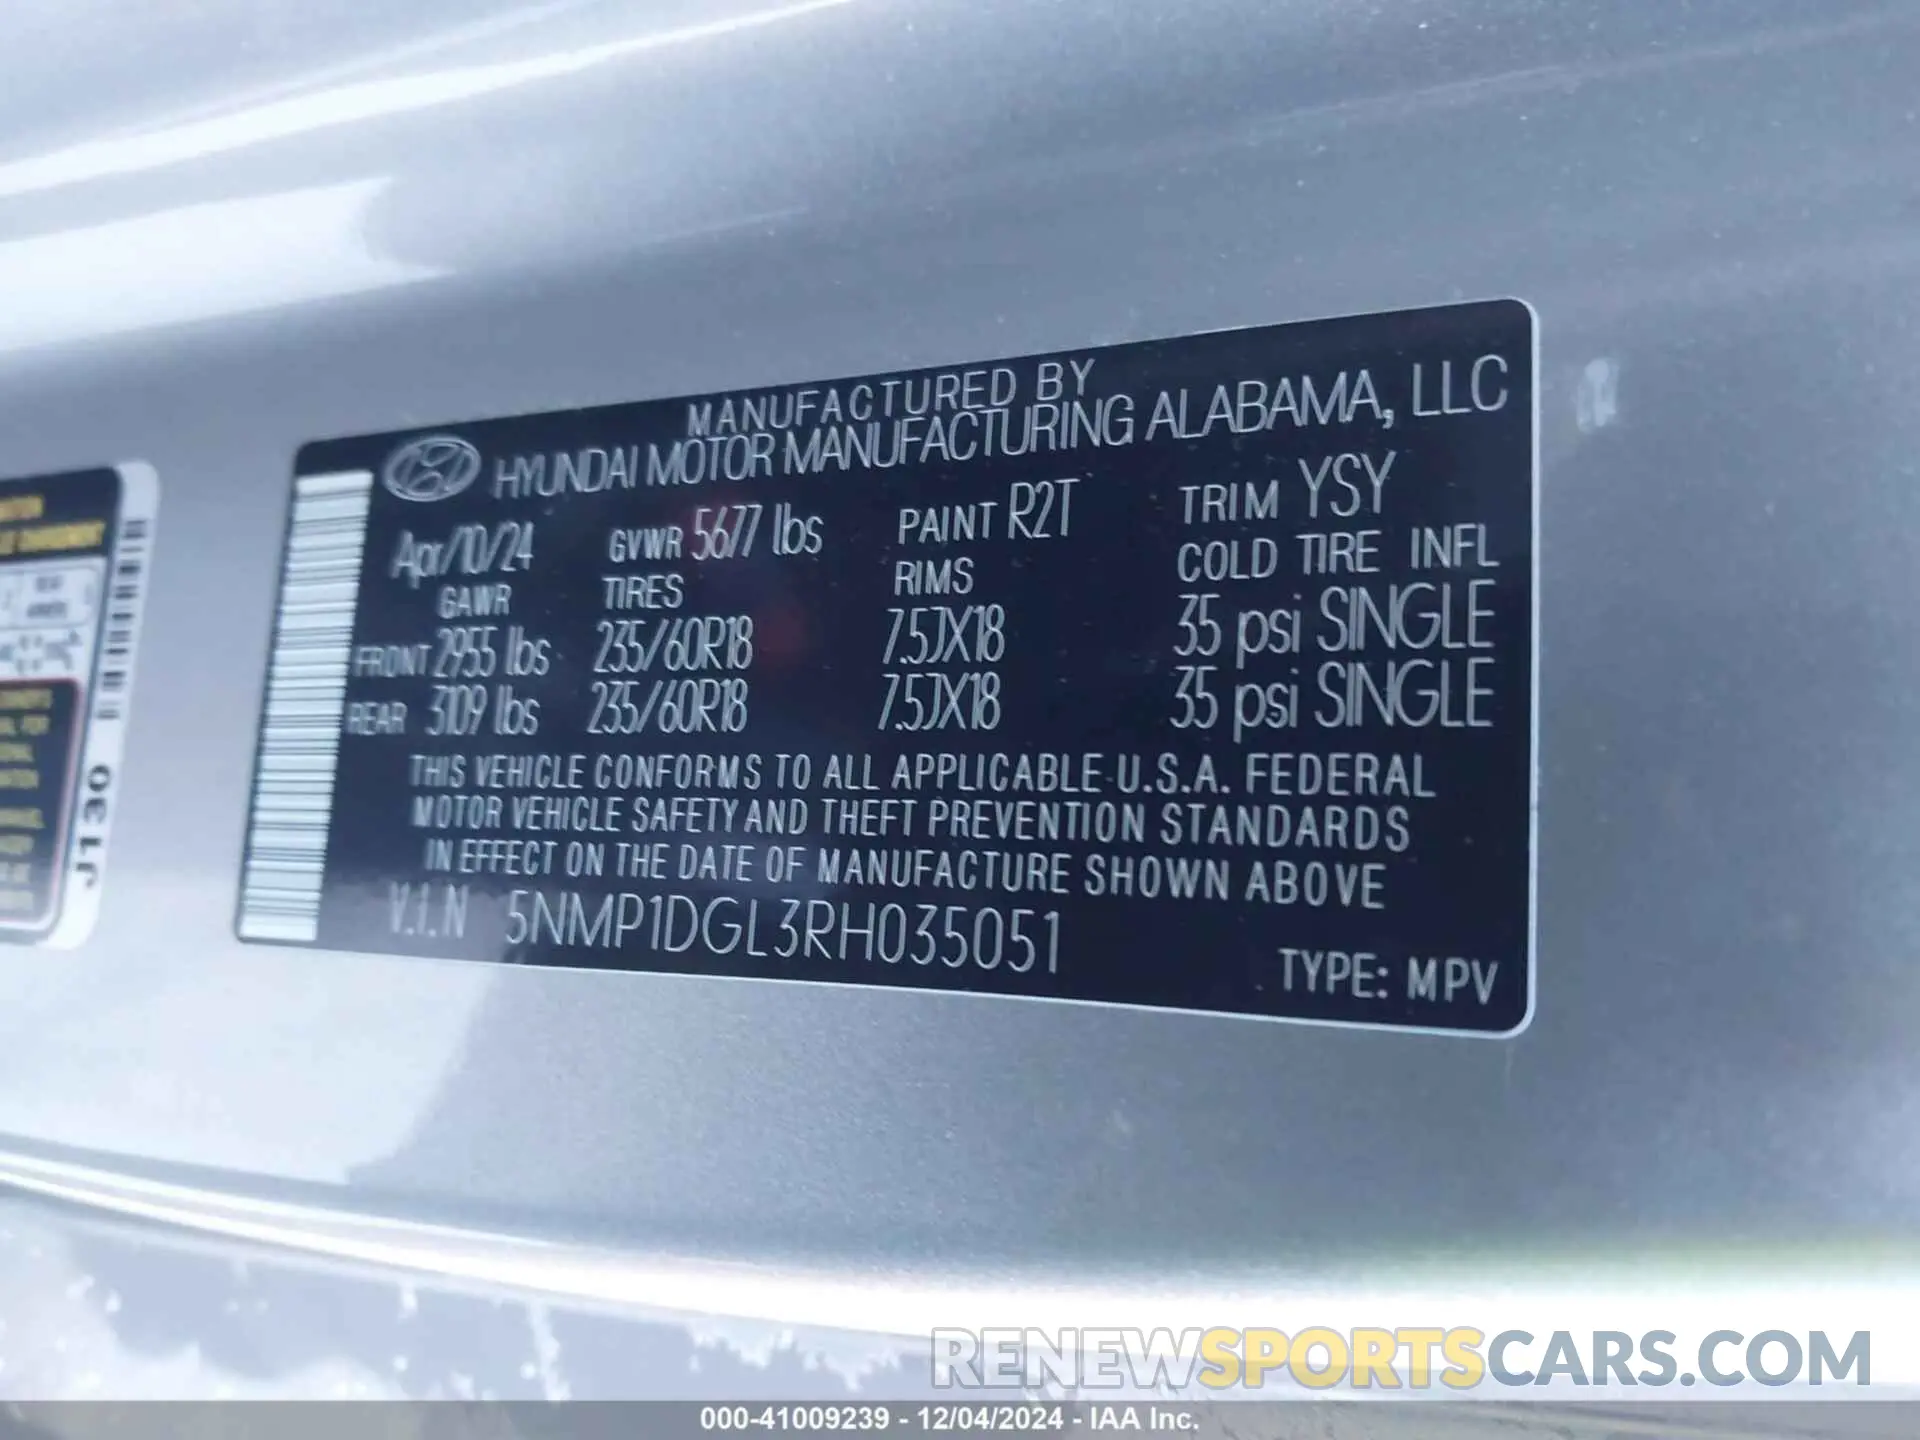 MANUFACTURED BY
HYUNDAI MOTOR MANUFACTURING ALABAMA, LLC
Apr/10/24 GVWR 5677 lbs PAINT R2T TRIM YSY
GAWR TIRES RIMS COLD TIRE INFL
FRONT 2955 lbs 235/60R18 7.5JX18 35 psi SINGLE
REAR 3109 lbs 235/60R18 7.5JX18 35 psi SINGLE
THIS VEHICLE CONFORMS TO ALL APPLICABLE U.S.A. FEDERAL
MOTOR VEHICLE SAFETY AND THEFT PREVENTION STANDARDS
IN EFFECT ON THE DATE OF MANUFACTURE SHOWN ABOVE
V.I.N 5NMP1DGL3RH035051
TYPE: MPV
J130
RENEWSPORTSCARS.COM
000-41009239 - 12/04/2024 - IAA Inc.